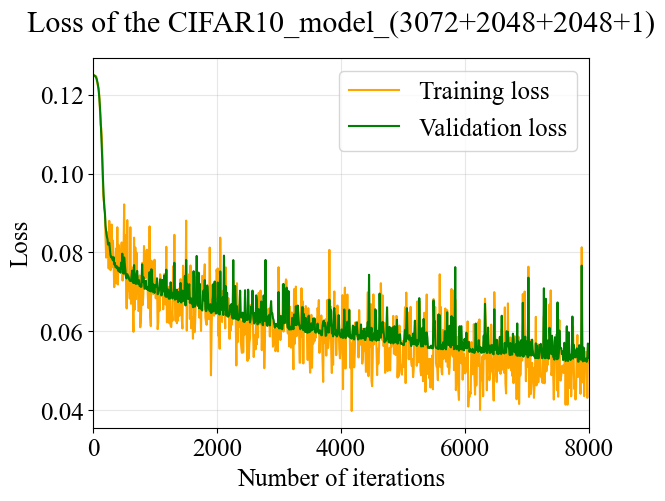 Loss of the CIFAR10_model_(3072+2048+2048+1)
Training loss
Validation loss
0.12
0.10
0.08
0.06
0.04
Loss
0
2000
4000
6000
8000
Number of iterations